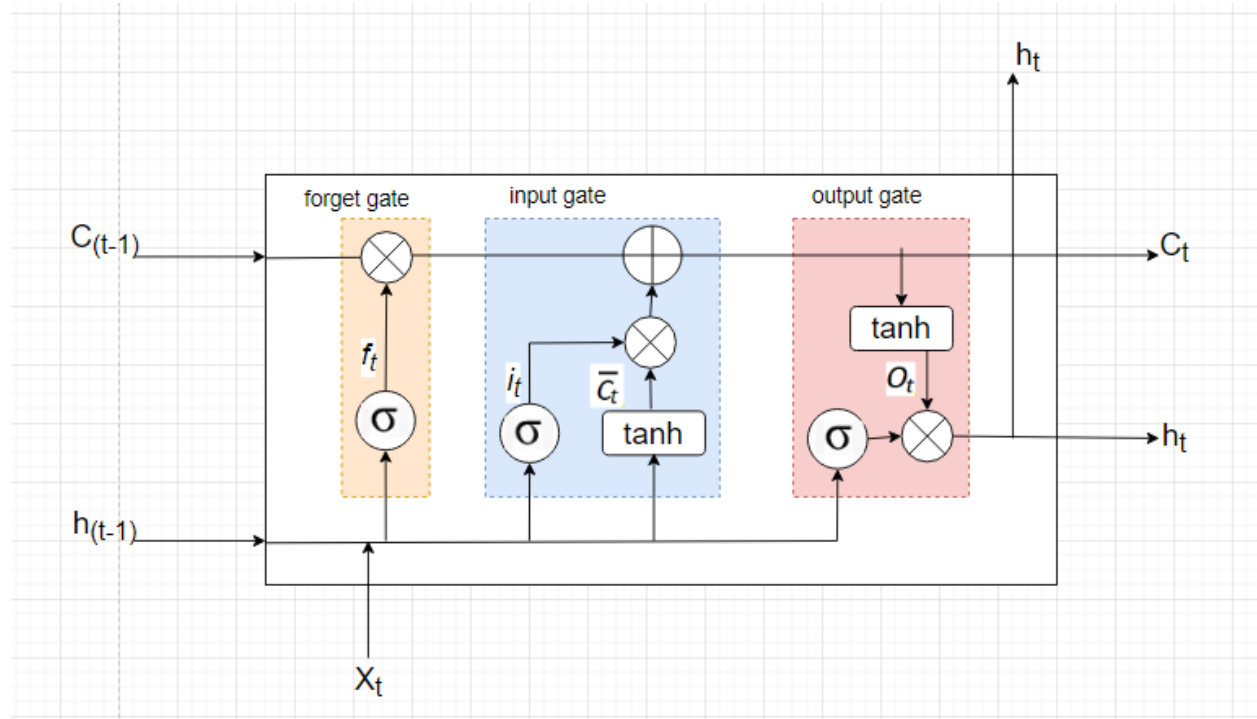 h_t
forget gate
input gate
output gate
C_(t-1)
C_t
tanh
f_t
i_t
C̅_t
O_t
σ
σ
tanh
σ
h_t
h_(t-1)
X_t